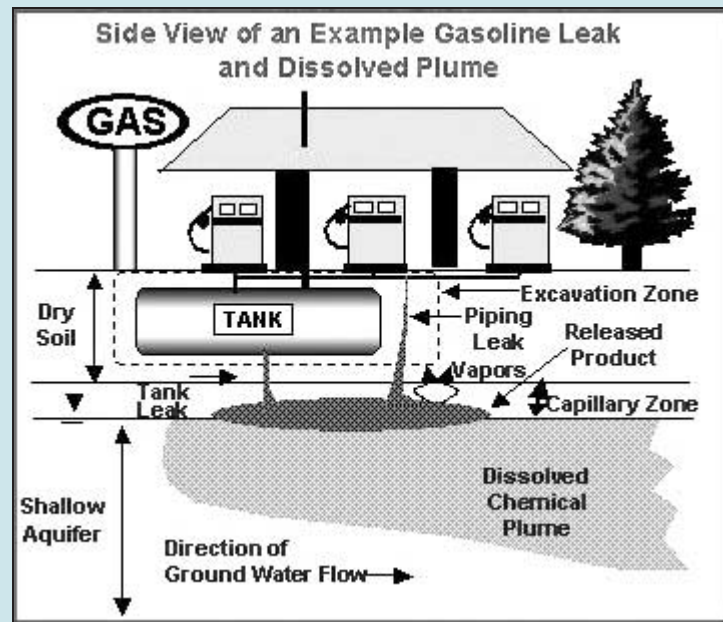 Side View of an Example Gasoline Leak
and Dissolved Plume
GAS
Dry
Soil
TANK
Excavation Zone
Piping
Leak
Released
Product
Vapors
Tank
Leak
Capillary Zone
Shallow
Aquifer
Dissolved
Chemical
Plume
Direction of
Ground Water Flow